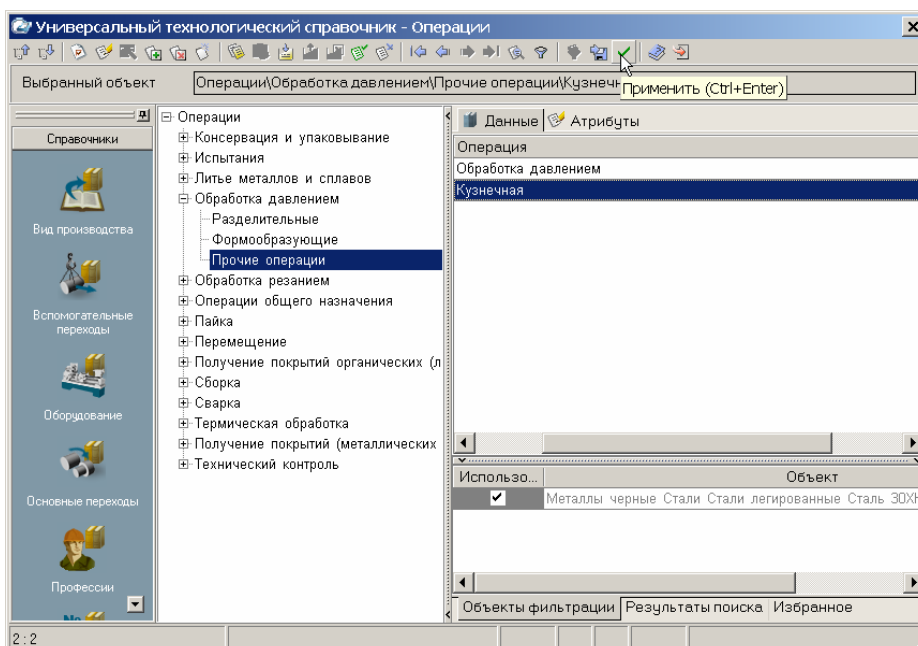 Универсальный технологический справочник - Операции
Выбранный объект
Операции\Обработка давлением\Прочие операции\Кузнечн
Применить (Ctrl+Enter)
Справочники
Вид производства
Вспомогательные
переходы
Оборудование
Основные переходы
Профессии
Операции
Консервация и упаковывание
Испытания
Литье металлов и сплавов
Обработка давлением
Разделительные
Формообразующие
Прочие операции
Обработка резанием
Операции общего назначения
Пайка
Перемещение
Получение покрытий органических (л
Сборка
Сварка
Термическая обработка
Получение покрытий (металлических
Технический контроль
Данные
Атрибуты
Операция
Обработка давлением
Кузнечная
Использо...
Объект
Металлы черные Стали Стали легированные Сталь 30ХН
Объекты фильтрации
Результаты поиска
Избранное
2 : 2